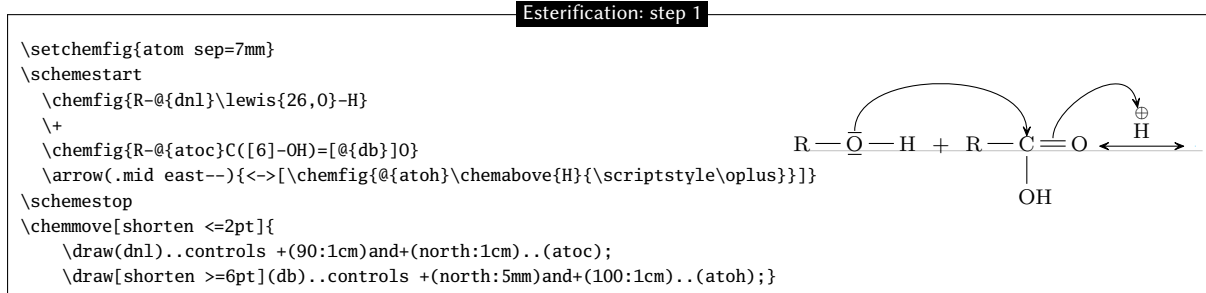 Esterification: step 1
\setchemfig{atom sep=7mm}
\schemestart
\chemfig{R-@{dnl}\lewis{26,O}-H}
\+
\chemfig{R-@{atoc}C([6]-OH)=[@{db}]O}
\arrow(.mid east--){<->[\chemfig{@{atoh}\chemabove{H}{\scriptstyle\oplus}}]}
\schemestop
\chemmove[shorten <=2pt]{
\draw(dnl)..controls +(90:1cm)and+(north:1cm)..(atoc);
\draw[shorten >=6pt](db)..controls +(north:5mm)and+(100:1cm)..(atoh);}
⊕
H
R O H + R C O
OH